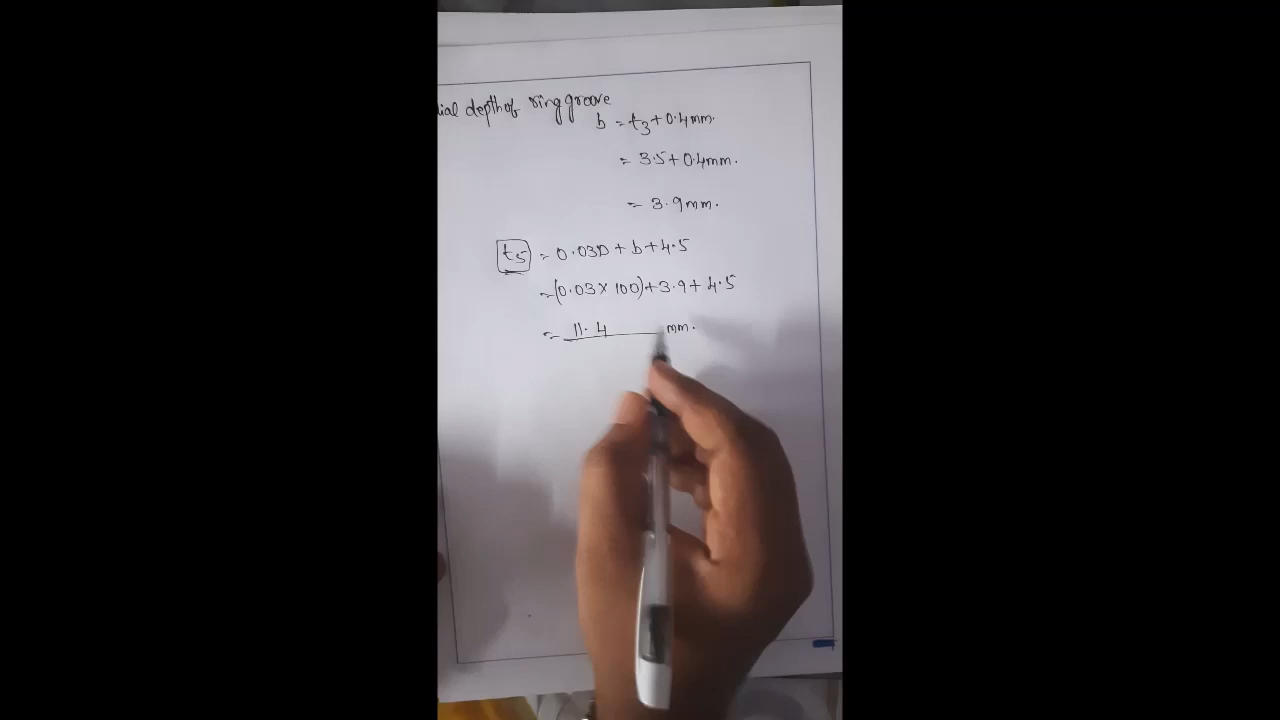 dial depth of ring groove
b = t3 + 0.4mm.
= 3.5 + 0.4mm.
= 3.9mm.
t5 = 0.03D + b + 4.5
= (0.03 x 100) + 3.9 + 4.5
= 11.4 mm.